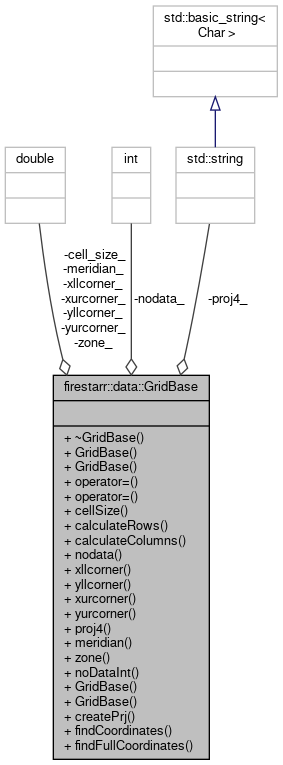 std::basic_string<
Char >
double
int
std::string
-cell_size_
-meridian_
-xllcorner_
-xurcorner_
-yllcorner_
-yurcorner_
-zone_
-nodata_
-proj4_
firestarr::data::GridBase
+ ~GridBase()
+ GridBase()
+ GridBase()
+ operator=()
+ operator=()
+ cellSize()
+ calculateRows()
+ calculateColumns()
+ nodata()
+ xllcorner()
+ yllcorner()
+ xurcorner()
+ yurcorner()
+ proj4()
+ meridian()
+ zone()
+ noDataInt()
+ GridBase()
+ GridBase()
+ createPrj()
+ findCoordinates()
+ findFullCoordinates()